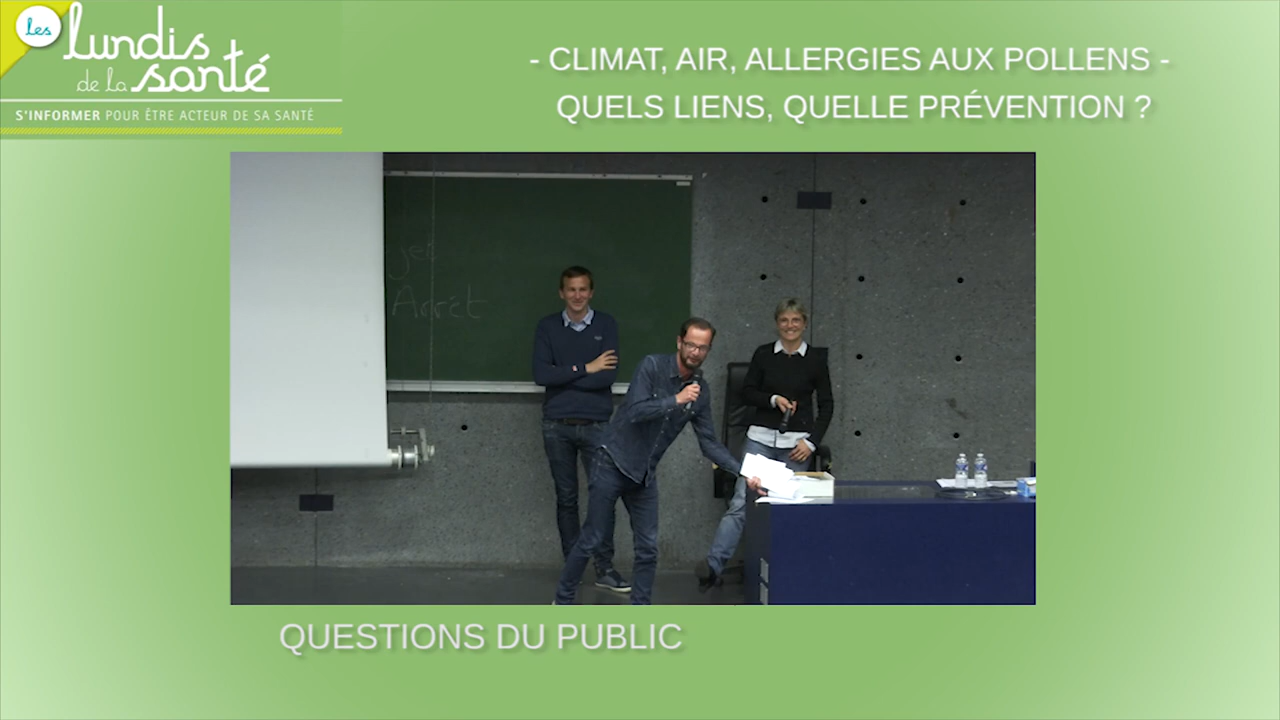 Les
lundis
de la santé
S'INFORMER POUR ÊTRE ACTEUR DE SA SANTÉ
- CLIMAT, AIR, ALLERGIES AUX POLLENS -
QUELS LIENS, QUELLE PRÉVENTION ?
Arrêt
QUESTIONS DU PUBLIC